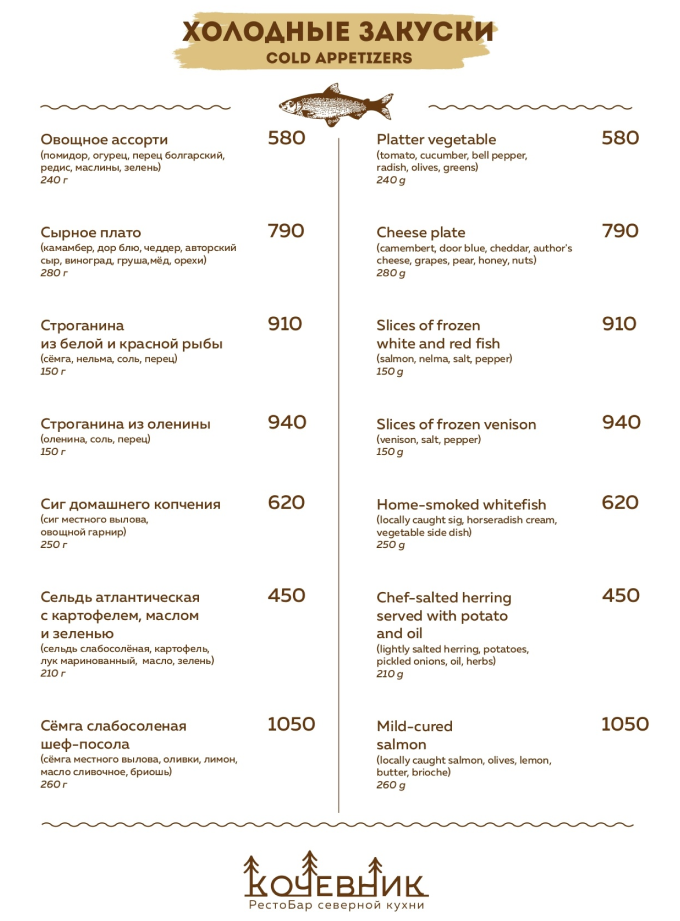 ХОЛОДНЫЕ ЗАКУСКИ
COLD APPETIZERS
Овощное ассорти 580
(помидор, огурец, перец болгарский,
редис, маслины, зелень)
240 г
Сырное плато 790
(камамбер, дор блю, чеддер, авторский
сыр, виноград, груша,мёд, орехи)
280 г
Строганина 910
из белой и красной рыбы
(сёмга, нельма, соль, перец)
150 г
Строганина из оленины 940
(оленина, соль, перец)
150 г
Сиг домашнего копчения 620
(сиг местного вылова,
овощной гарнир)
250 г
Сельдь атлантическая 450
с картофелем, маслом
и зеленью
(сельдь слабосолёная, картофель,
лук маринованный, масло, зелень)
210 г
Сёмга слабосоленая 1050
шеф-посола
(сёмга местного вылова, оливки, лимон,
масло сливочное, бриошь)
260 г
Platter vegetable 580
(tomato, cucumber, bell pepper,
radish, olives, greens)
240 g
Cheese plate 790
(camembert, door blue, cheddar, author's
cheese, grapes, pear, honey, nuts)
280 g
Slices of frozen 910
white and red fish
(salmon, nelma, salt, pepper)
150 g
Slices of frozen venison 940
(venison, salt, pepper)
150 g
Home-smoked whitefish 620
(locally caught sig, horseradish cream,
vegetable side dish)
250 g
Chef-salted herring 450
served with potato
and oil
(lightly salted herring, potatoes,
pickled onions, oil, herbs)
210 g
Mild-cured 1050
salmon
(locally caught salmon, olives, lemon,
butter, brioche)
260 g
КОЧЕВНИК
РестоБар северной кухни